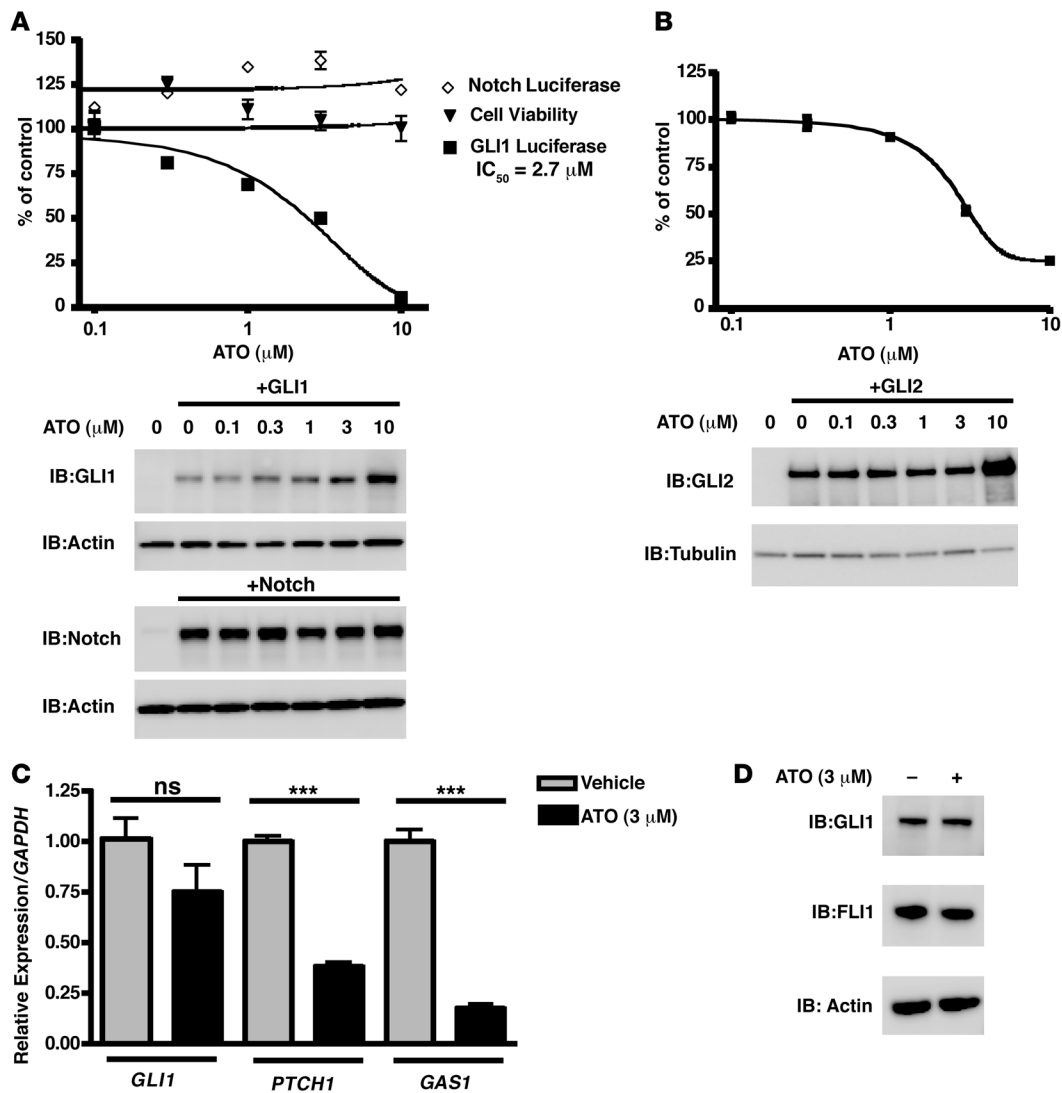 A
150
125
100
75
50
25
0
% of control
0.1 1 10
ATO (μM)
Notch Luciferase
Cell Viability
GLI1 Luciferase
IC50 = 2.7 μM
+GLI1
ATO (μM) 0 0 0.1 0.3 1 3 10
IB:GLI1
IB:Actin
+Notch
IB:Notch
IB:Actin
B
125
100
75
50
25
0
% of control
0.1 1 10
ATO (μM)
+GLI2
ATO (μM) 0 0 0.1 0.3 1 3 10
IB:GLI2
IB:Tubulin
C
1.25
1.00
0.75
0.50
0.25
0.00
Relative Expression/GAPDH
ns *** ***
Vehicle
ATO (3 μM)
GLI1 PTCH1 GAS1
D
ATO (3 μM) – +
IB:GLI1
IB:FLI1
IB: Actin